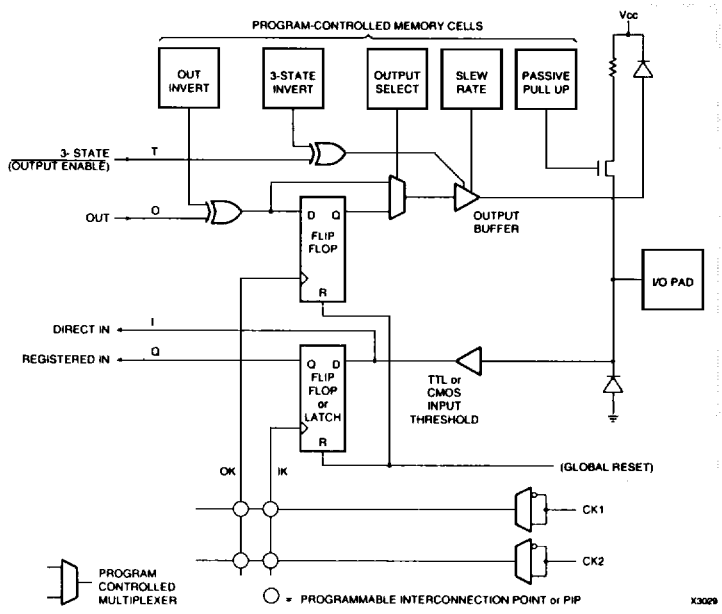 PROGRAM-CONTROLLED MEMORY CELLS
Vcc
OUT
INVERT
3-STATE
INVERT
OUTPUT
SELECT
SLEW
RATE
PASSIVE
PULL UP
3- STATE
(OUTPUT ENABLE)
T
OUT
O
D Q
FLIP
FLOP
R
OUTPUT
BUFFER
I/O PAD
DIRECT IN
I
REGISTERED IN
Q
Q D
FLIP
FLOP
or
LATCH
R
TTL or
CMOS
INPUT
THRESHOLD
OK
IK
(GLOBAL RESET)
CK1
CK2
PROGRAM
CONTROLLED
MULTIPLEXER
= PROGRAMMABLE INTERCONNECTION POINT or PIP
X3029